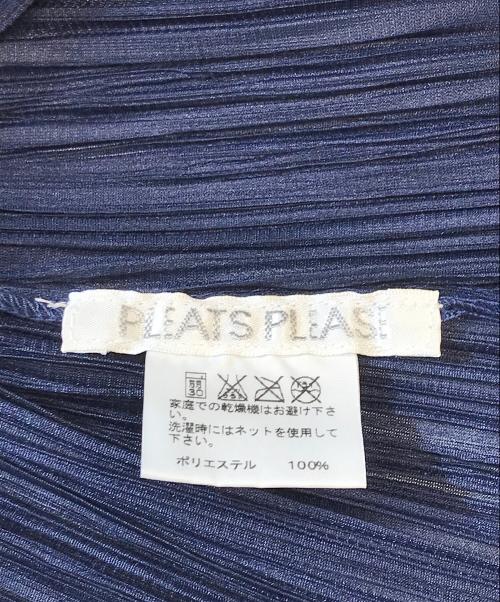 PLEATS PLEASE
弱
30
家庭での乾燥機はお避け下さ
い。
洗濯時にはネットを使用して
下さい。
ポリエステル 100%